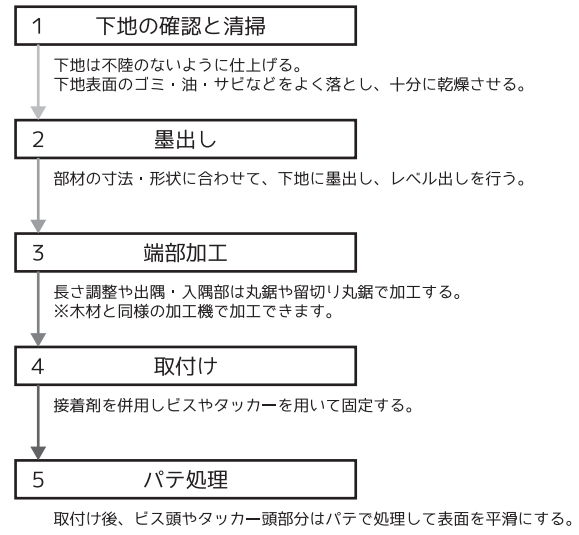 1 下地の確認と清掃
下地は不陸のないように仕上げる。
下地表面のゴミ・油・サビなどをよく落とし、十分に乾燥させる。
2 墨出し
部材の寸法・形状に合わせて、下地に墨出し、レベル出しを行う。
3 端部加工
長さ調整や出隅・入隅部は丸鋸や留切り丸鋸で加工する。
※木材と同様の加工機で加工できます。
4 取付け
接着剤を併用しビスやタッカーを用いて固定する。
5 パテ処理
取付け後、ビス頭やタッカー頭部分はパテで処理して表面を平滑にする。